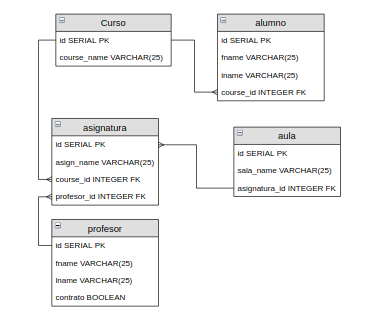 Curso
id SERIAL PK
course_name VARCHAR(25)
alumno
id SERIAL PK
fname VARCHAR(25)
lname VARCHAR(25)
course_id INTEGER FK
asignatura
id SERIAL PK
asign_name VARCHAR(25)
course_id INTEGER FK
profesor_id INTEGER FK
aula
id SERIAL PK
sala_name VARCHAR(25)
asignatura_id INTEGER FK
profesor
id SERIAL PK
fname VARCHAR(25)
lname VARCHAR(25)
contrato BOOLEAN